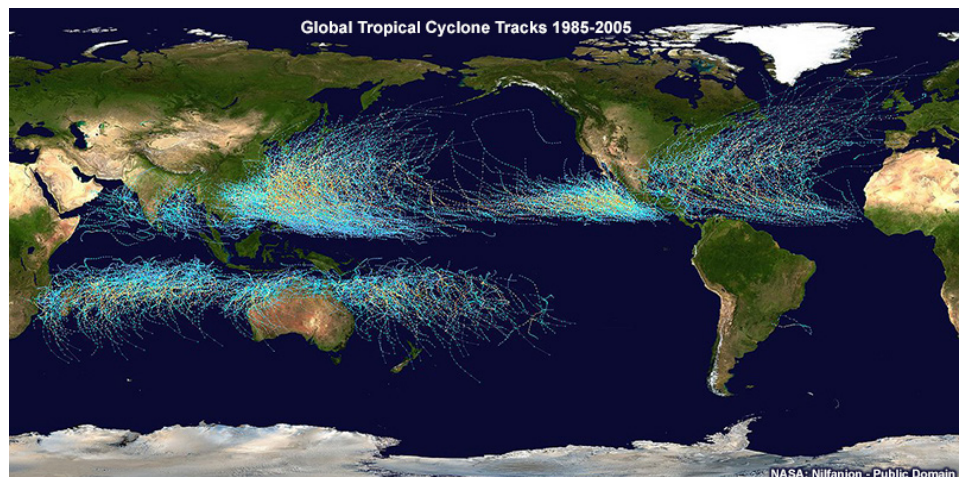 Global Tropical Cyclone Tracks 1985-2005
NASA: Nilfanion - Public Domain